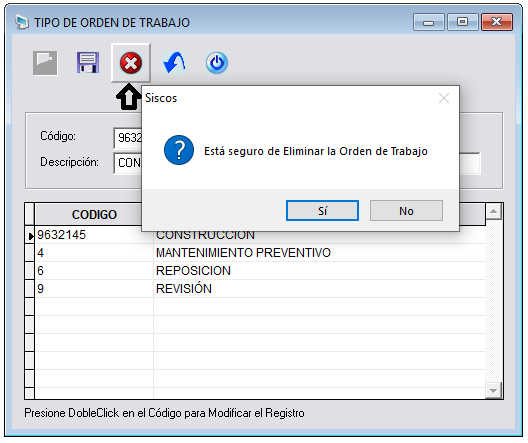 TIPO DE ORDEN DE TRABAJO
Siscos
Está seguro de Eliminar la Orden de Trabajo
Sí No
Código: 9632
Descripción: CON
CODIGO
9632145 CONSTRUCCION
4 MANTENIMIENTO PREVENTIVO
6 REPOSICION
9 REVISIÓN
Presione DobleClick en el Código para Modificar el Registro